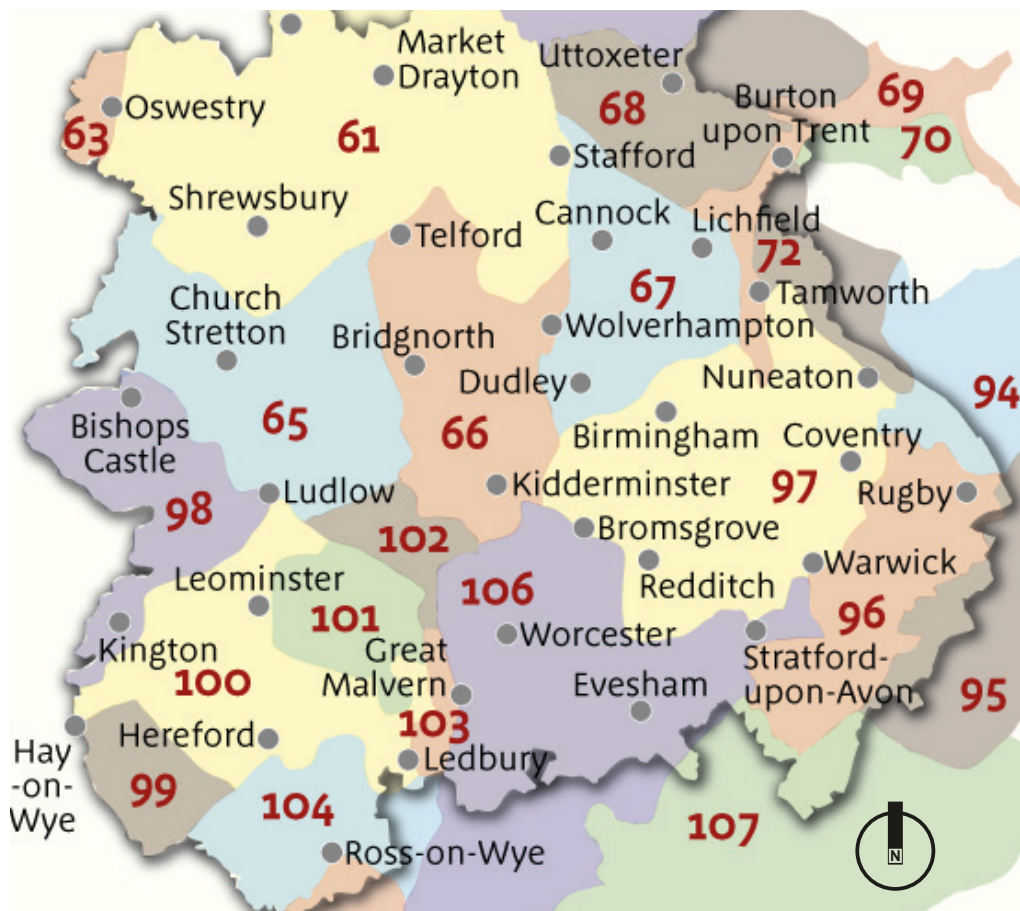 Market
Drayton
Uttoxeter
69
Burton
upon Trent
68
Oswestry
63
61
70
Stafford
Shrewsbury
Cannock
Lichfield
Telford
72
67
Tamworth
Church
Stretton
Bridgnorth
Wolverhampton
Dudley
Nuneaton
94
Bishops
Castle
65
66
Birmingham
Coventry
Kidderminster
97
Rugby
Ludlow
98
102
Bromsgrove
Warwick
Leominster
106
Redditch
101
96
Kington
Great
Malvern
Worcester
Stratford-
upon-Avon
100
Evesham
95
103
Hereford
Ledbury
Hay
-on-
Wye
99
104
107
Ross-on-Wye
N